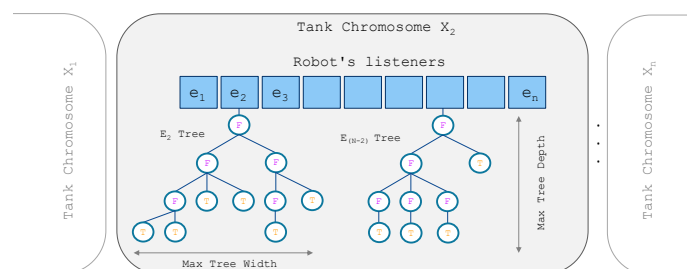 Tank Chromosome X₂
Robot's listeners
e₁ e₂ e₃ eₙ
E₂ Tree
E₍N-2₎ Tree
F F
F F F T
F T T F T F F F
T T T T T T
Max Tree Width
Max Tree Depth
Tank Chromosome X₁
Tank Chromosome Xₙ